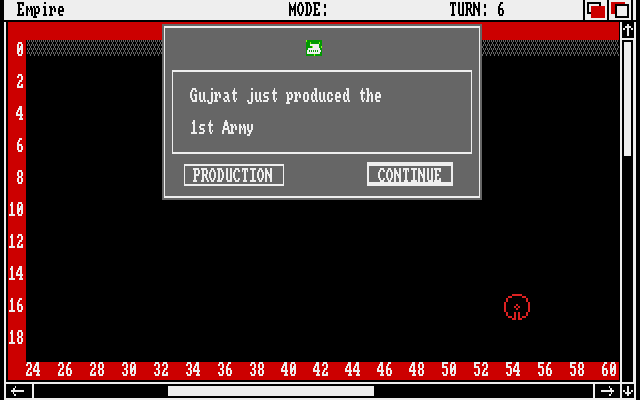 Empire MODE: TURN: 6
Gujrat just produced the
1st Army
PRODUCTION CONTINUE
0
2
4
6
8
10
12
14
16
18
24 26 28 30 32 34 36 38 40 42 44 46 48 50 52 54 56 58 60